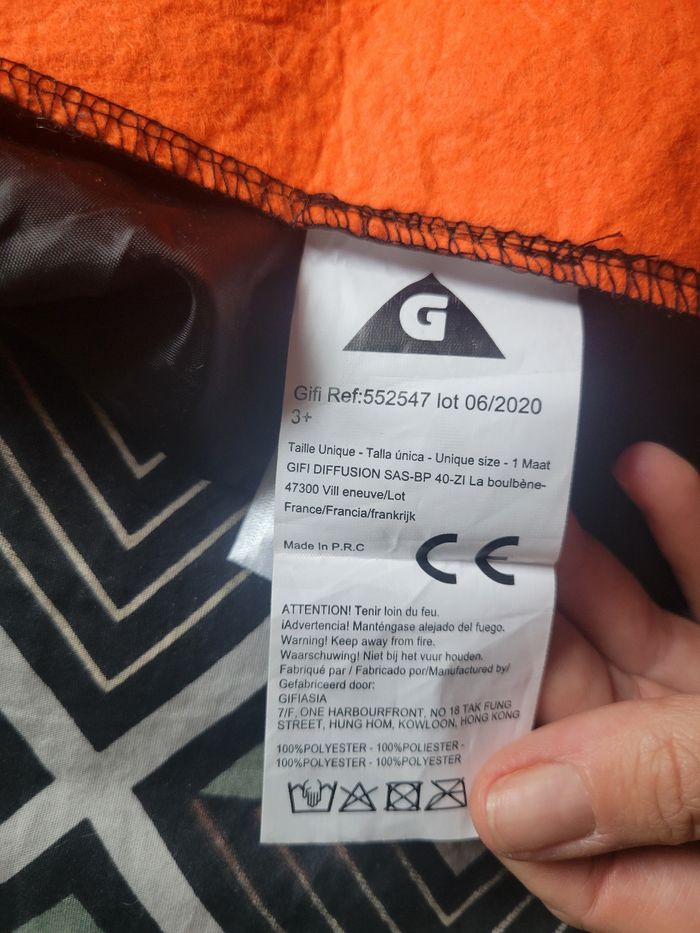 G
Gifi Ref:552547 lot 06/2020
3+
Taille Unique - Talla única - Unique size - 1 Maat
GIFI DIFFUSION SAS-BP 40-ZI La boulbène-
47300 Vill eneuve/Lot
France/Francia/frankrijk
Made In P.R.C
CE
ATTENTION! Tenir loin du feu.
¡Advertencia! Manténgase alejado del fuego.
Warning! Keep away from fire.
Waarschuwing! Niet bij het vuur houden.
Fabriqué par / Fabricado por/Manufactured by/
Gefabriceerd door:
GIFIASIA
7/F, ONE HARBOURFRONT, NO 18 TAK FUNG
STREET, HUNG HOM, KOWLOON, HONG KONG
100%POLYESTER - 100%POLIESTER -
100%POLYESTER - 100%POLYESTER